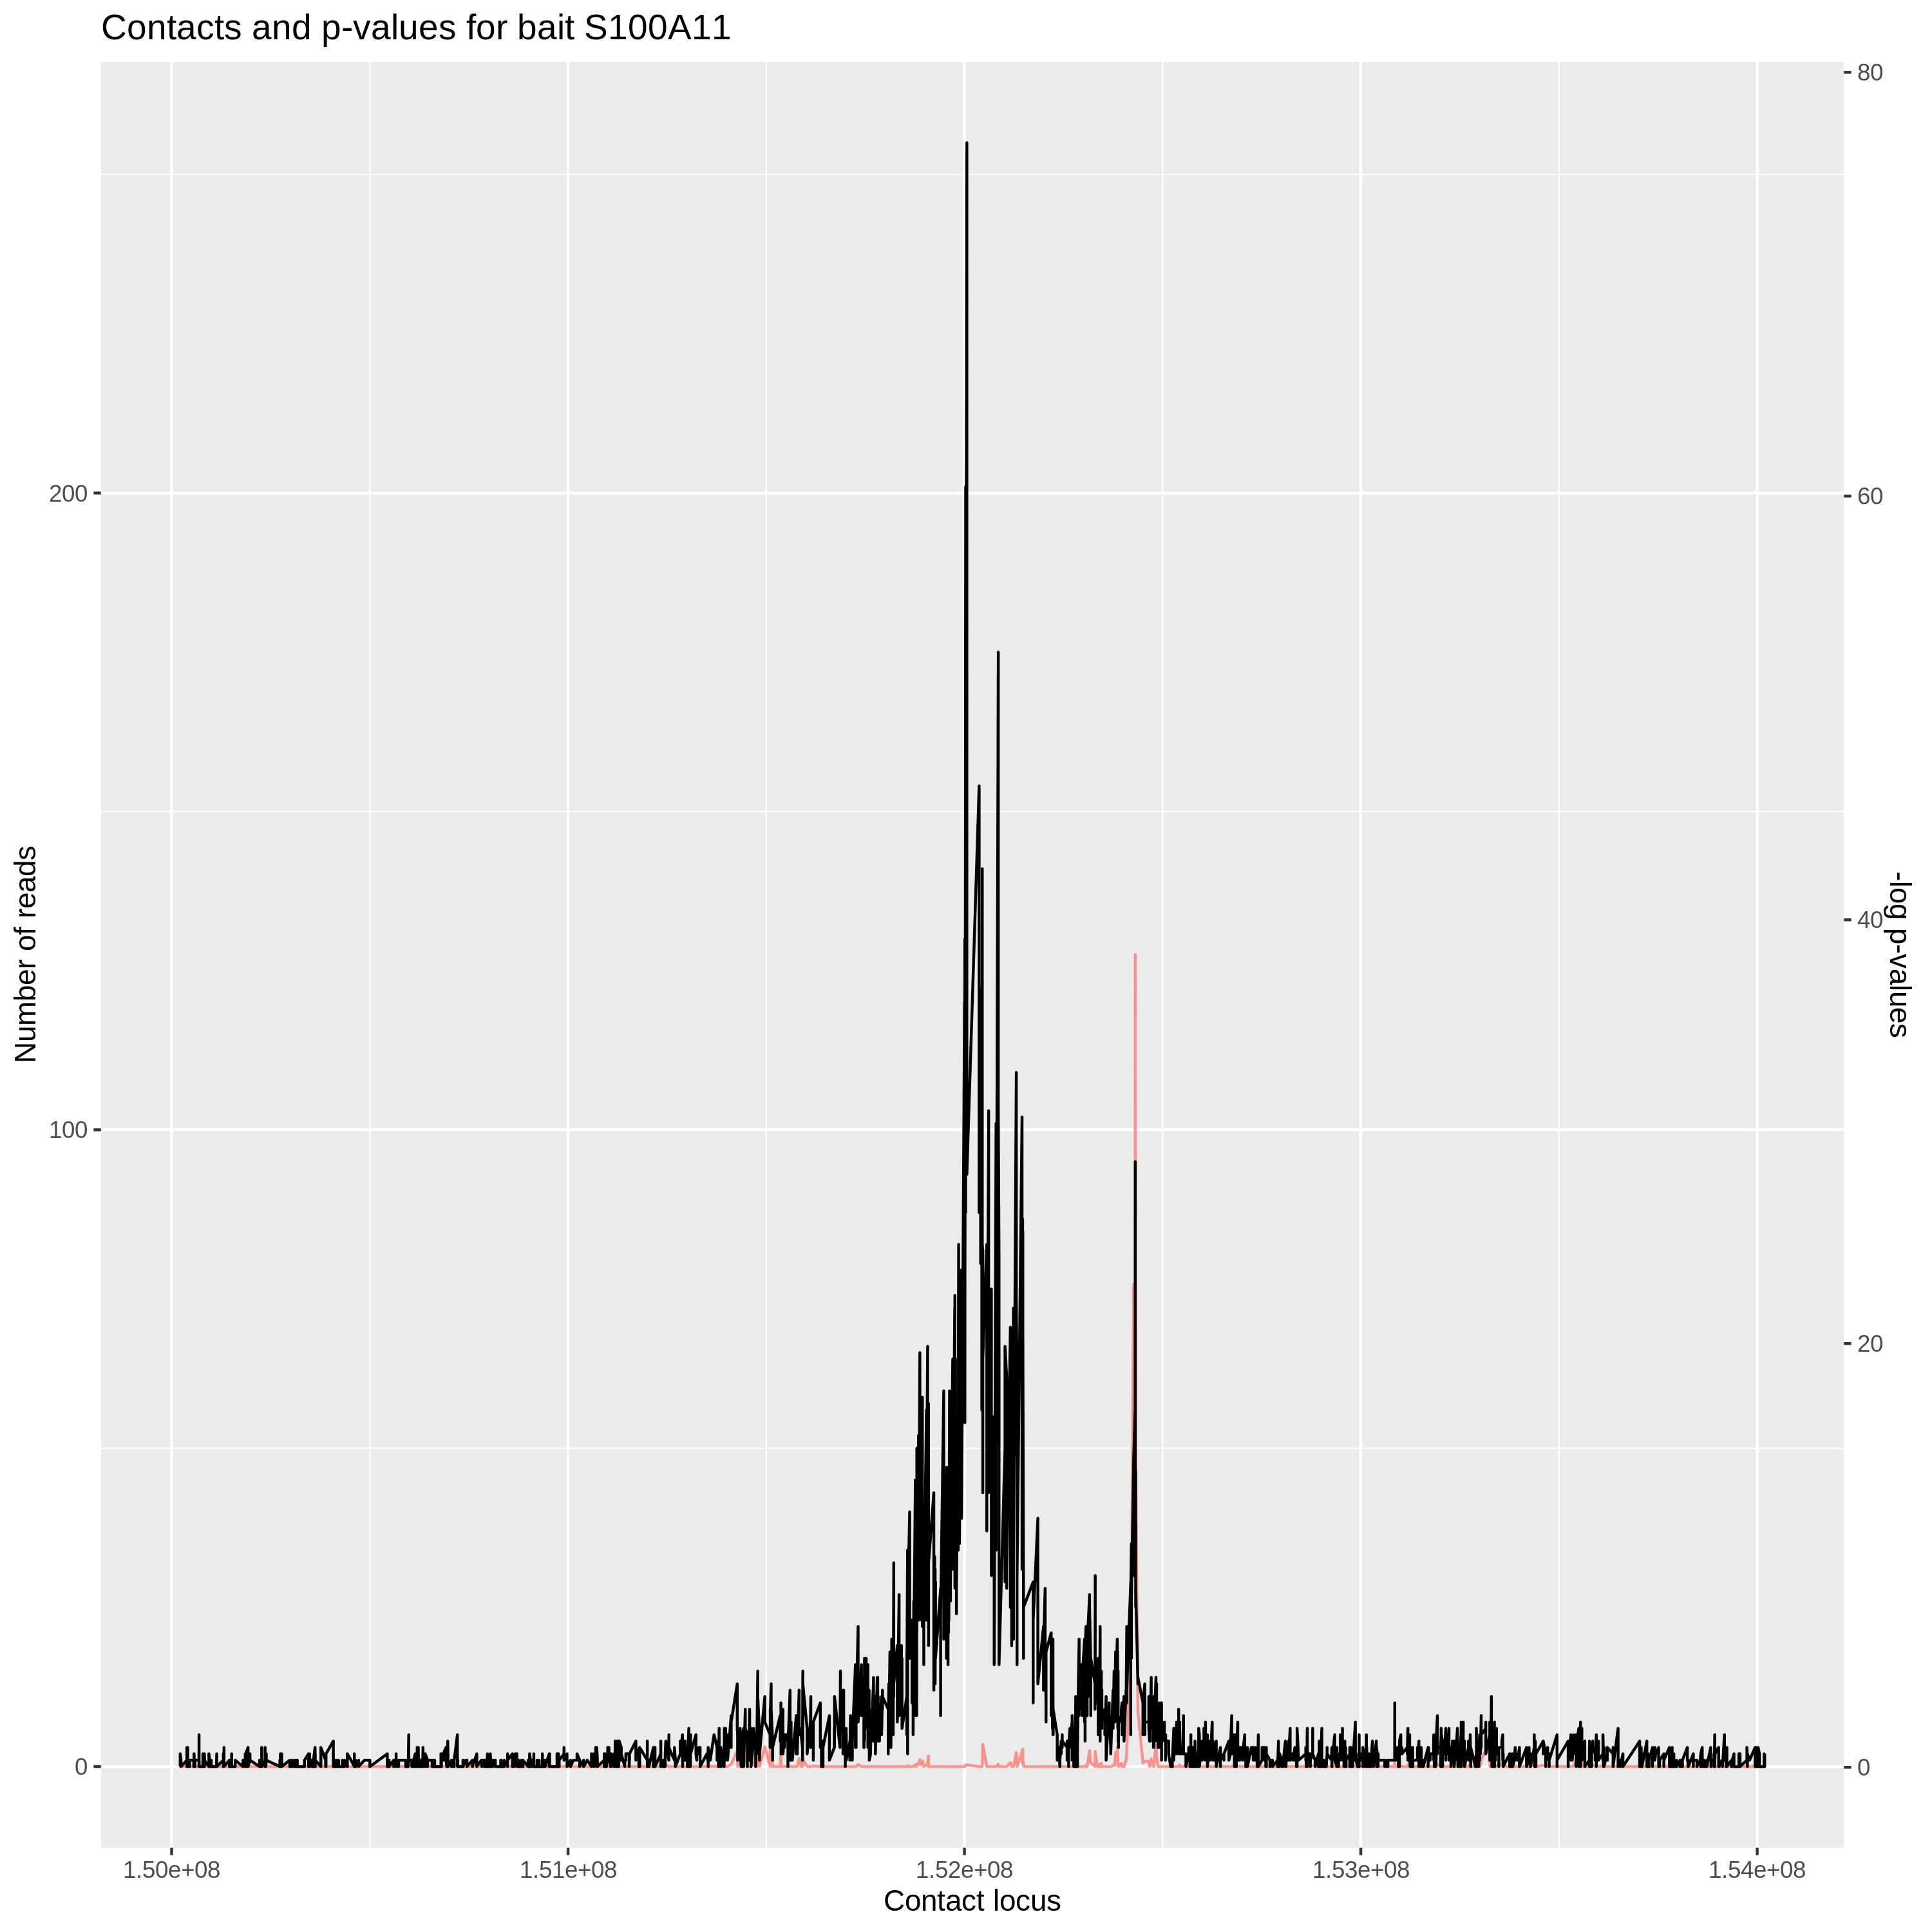 Contacts and p-values for bait S100A11
80
200
60
Number of reads
-log p-values
40
100
20
0
0
1.50e+08
1.51e+08
1.52e+08
1.53e+08
1.54e+08
Contact locus